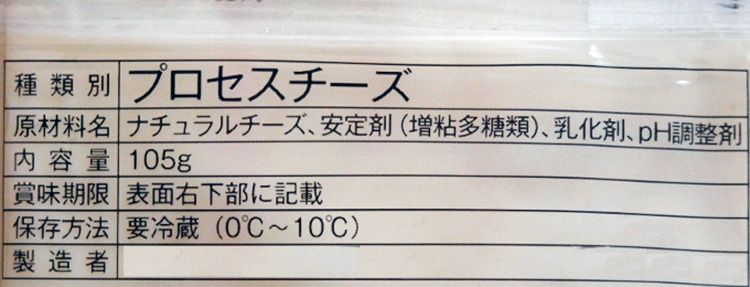 種類別 プロセスチーズ
原材料名 ナチュラルチーズ、安定剤（増粘多糖類）、乳化剤、pH調整剤
内容量 105g
賞味期限 表面右下部に記載
保存方法 要冷蔵（0℃～10℃）
製造者